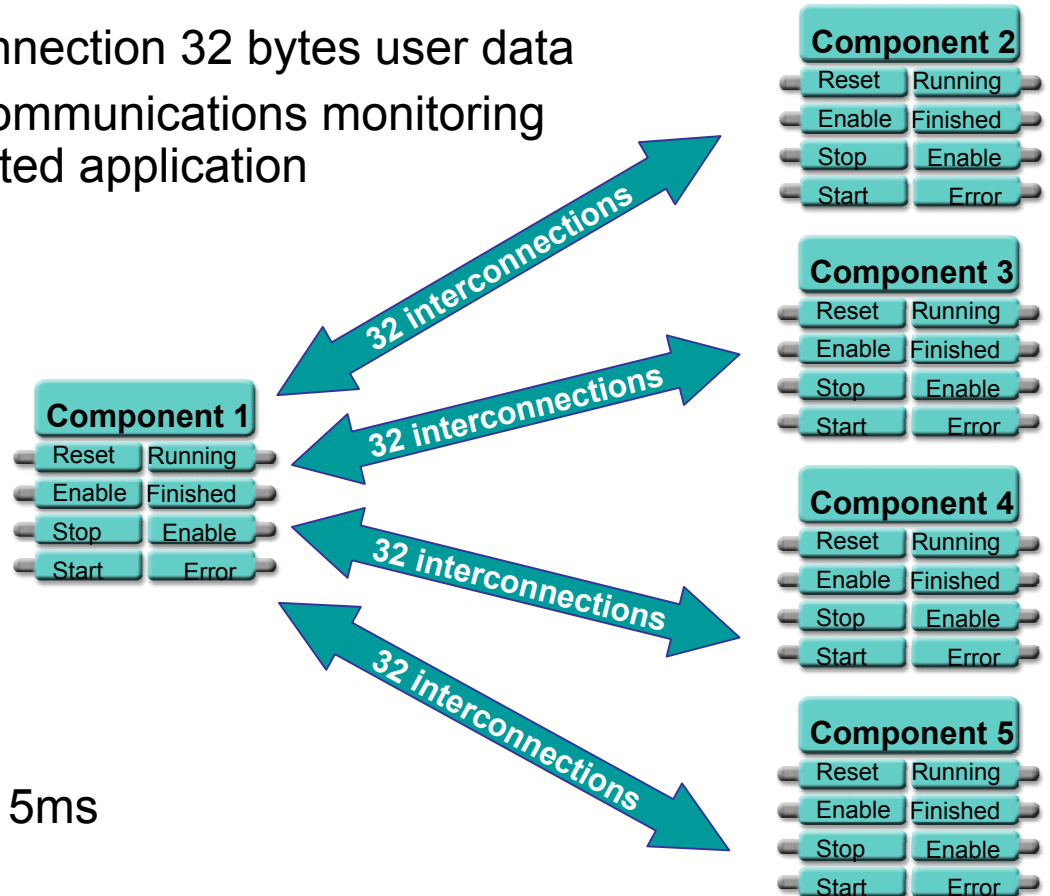 nnection 32 bytes user data
ommunications monitoring
ted application
Component 2
Reset Running
Enable Finished
Stop Enable
Start Error
32 interconnections
Component 3
Reset Running
Enable Finished
Stop Enable
Start Error
32 interconnections
Component 1
Reset Running
Enable Finished
Stop Enable
Start Error
Component 4
Reset Running
Enable Finished
Stop Enable
Start Error
32 interconnections
32 interconnections
Component 5
Reset Running
Enable Finished
Stop Enable
Start Error
5ms